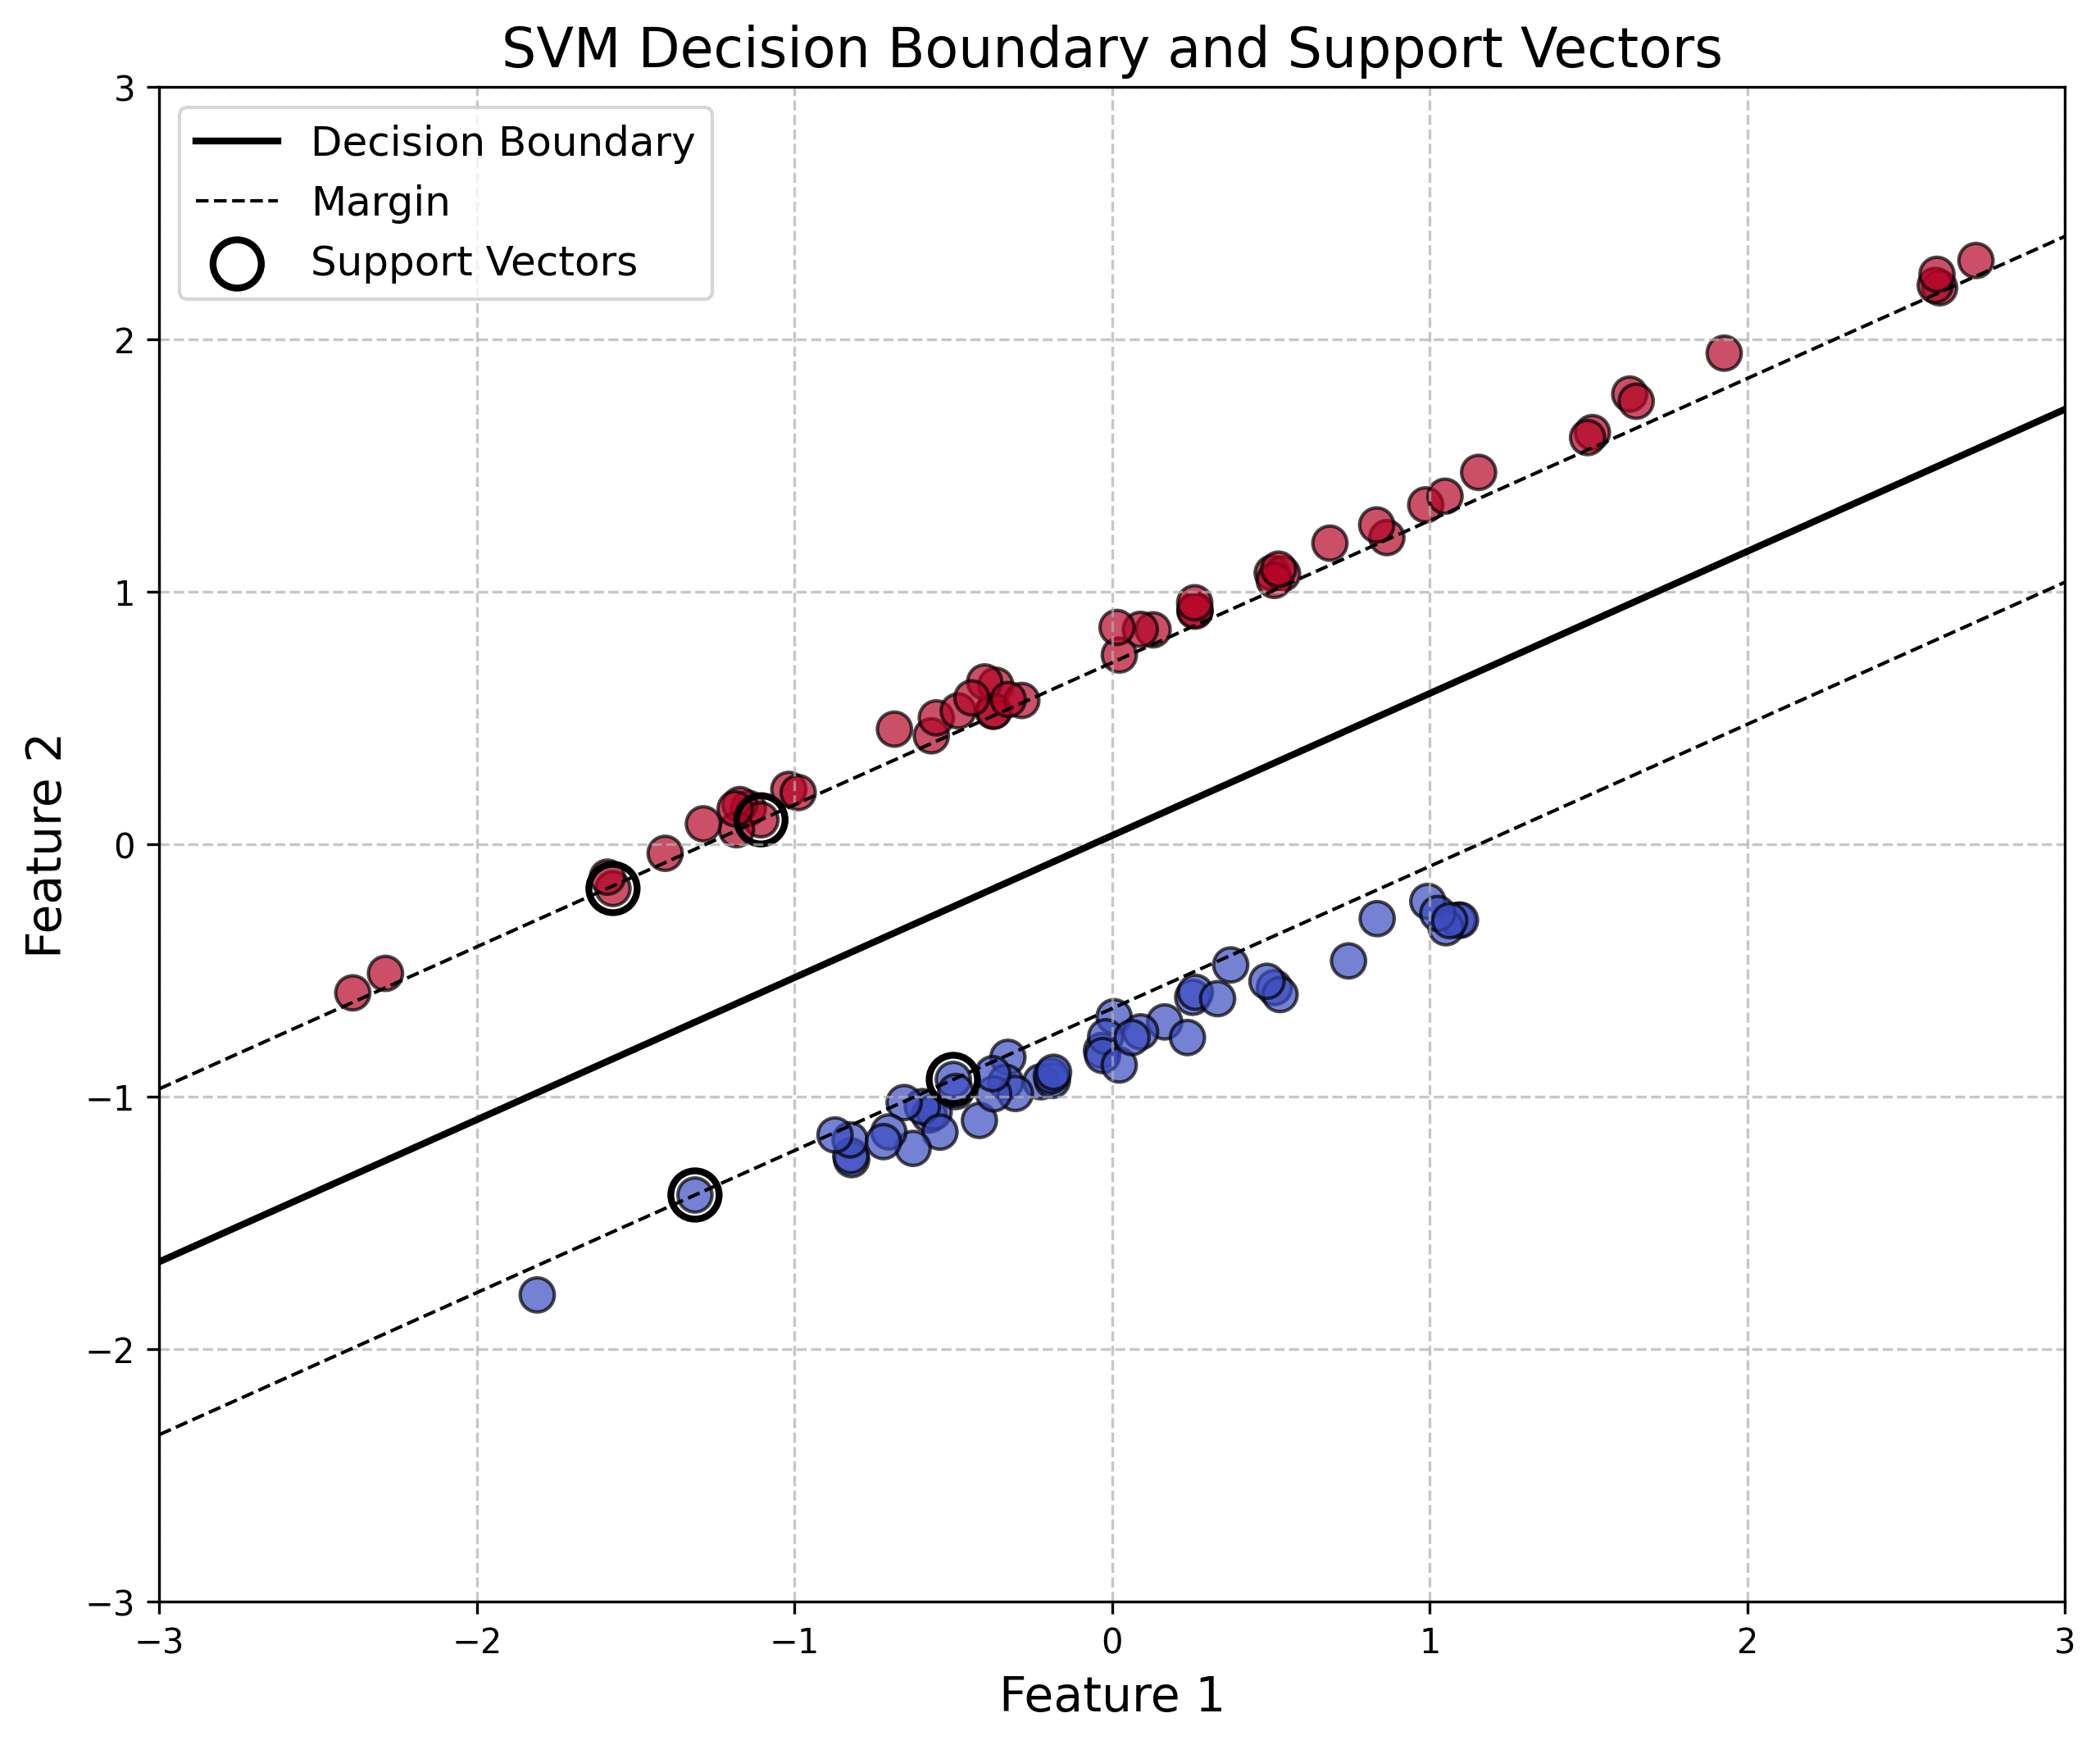 SVM Decision Boundary and Support Vectors
Decision Boundary
Margin
Support Vectors
3
2
1
0
−1
−2
−3
Feature 2
−3 −2 −1 0 1 2 3
Feature 1